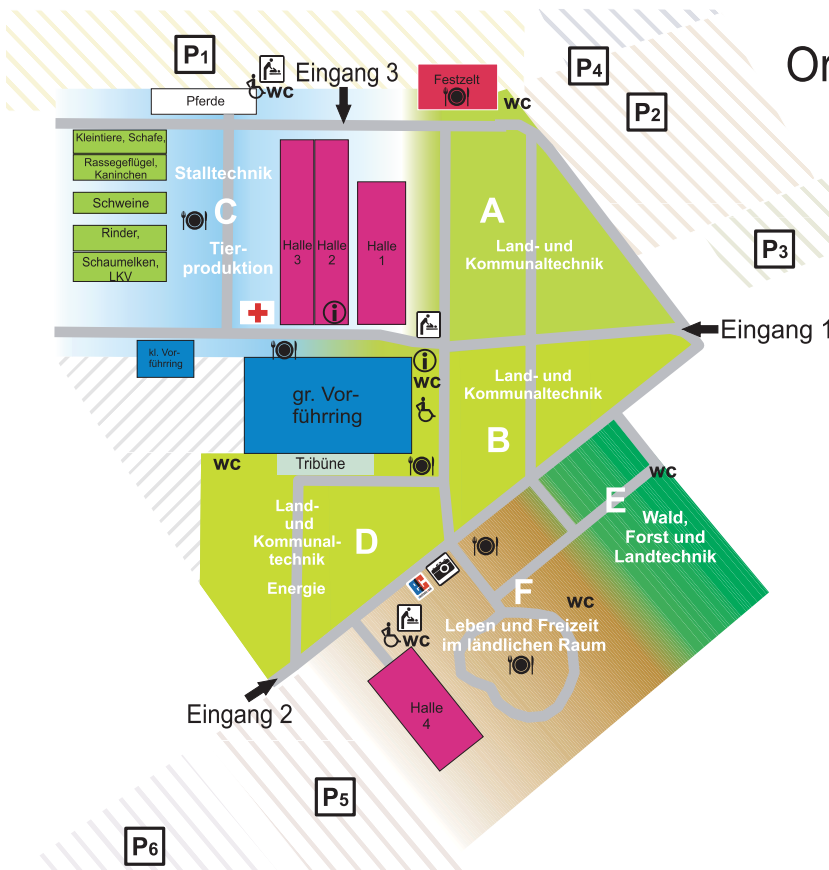 P1
Eingang 3
Festzelt
P4
Or
Pferde
WC
WC
P2
Kleintiere, Schafe,
Rassegeflügel,
Kaninchen
Stalltechnik
Schweine
C
Rinder,
Tier-
produktion
Schaumelken,
LKV
Halle
3
Halle
2
Halle
1
A
Land- und
Kommunaltechnik
P3
Eingang 1
kl. Vor-
führring
gr. Vor-
führring
WC
Land- und
Kommunaltechnik
B
WC
Tribüne
WC
E
Wald,
Forst und
Landtechnik
Land-
und
Kommunal-
technik
D
Energie
F
WC
WC
Leben und Freizeit
im ländlichen Raum
Halle
4
Eingang 2
P5
P6